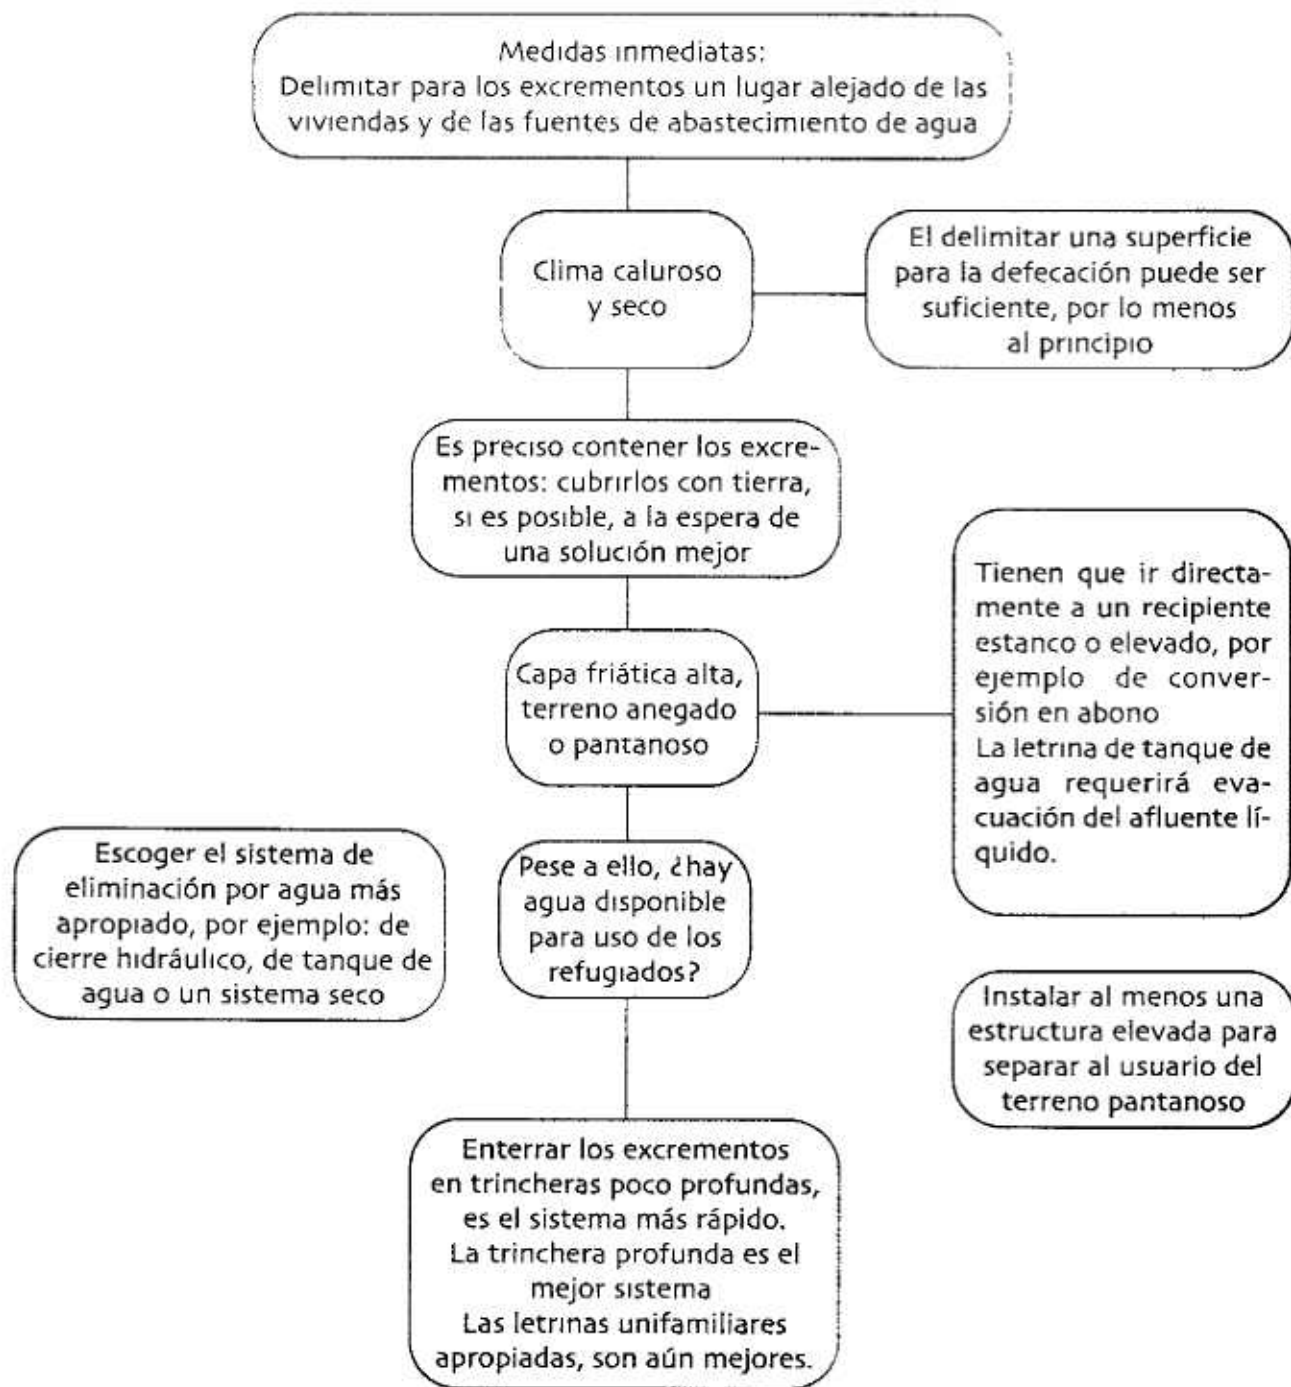 Medidas inmediatas:
Delimitar para los excrementos un lugar alejado de las
viviendas y de las fuentes de abastecimiento de agua
Clima caluroso
y seco
El delimitar una superficie
para la defecación puede ser
suficiente, por lo menos
al principio
Es preciso contener los excre-
mentos: cubrirlos con tierra,
si es posible, a la espera de
una solución mejor
Capa friática alta,
terreno anegado
o pantanoso
Tienen que ir directa-
mente a un recipiente
estanco o elevado, por
ejemplo de conver-
sión en abono
La letrina de tanque de
agua requerirá eva-
cuación del afluente lí-
quido.
Escoger el sistema de
eliminación por agua más
apropiado, por ejemplo: de
cierre hidráulico, de tanque de
agua o un sistema seco
Pese a ello, ¿hay
agua disponible
para uso de los
refugiados?
Instalar al menos una
estructura elevada para
separar al usuario del
terreno pantanoso
Enterrar los excrementos
en trincheras poco profundas,
es el sistema más rápido.
La trinchera profunda es el
mejor sistema
Las letrinas unifamiliares
apropiadas, son aún mejores.